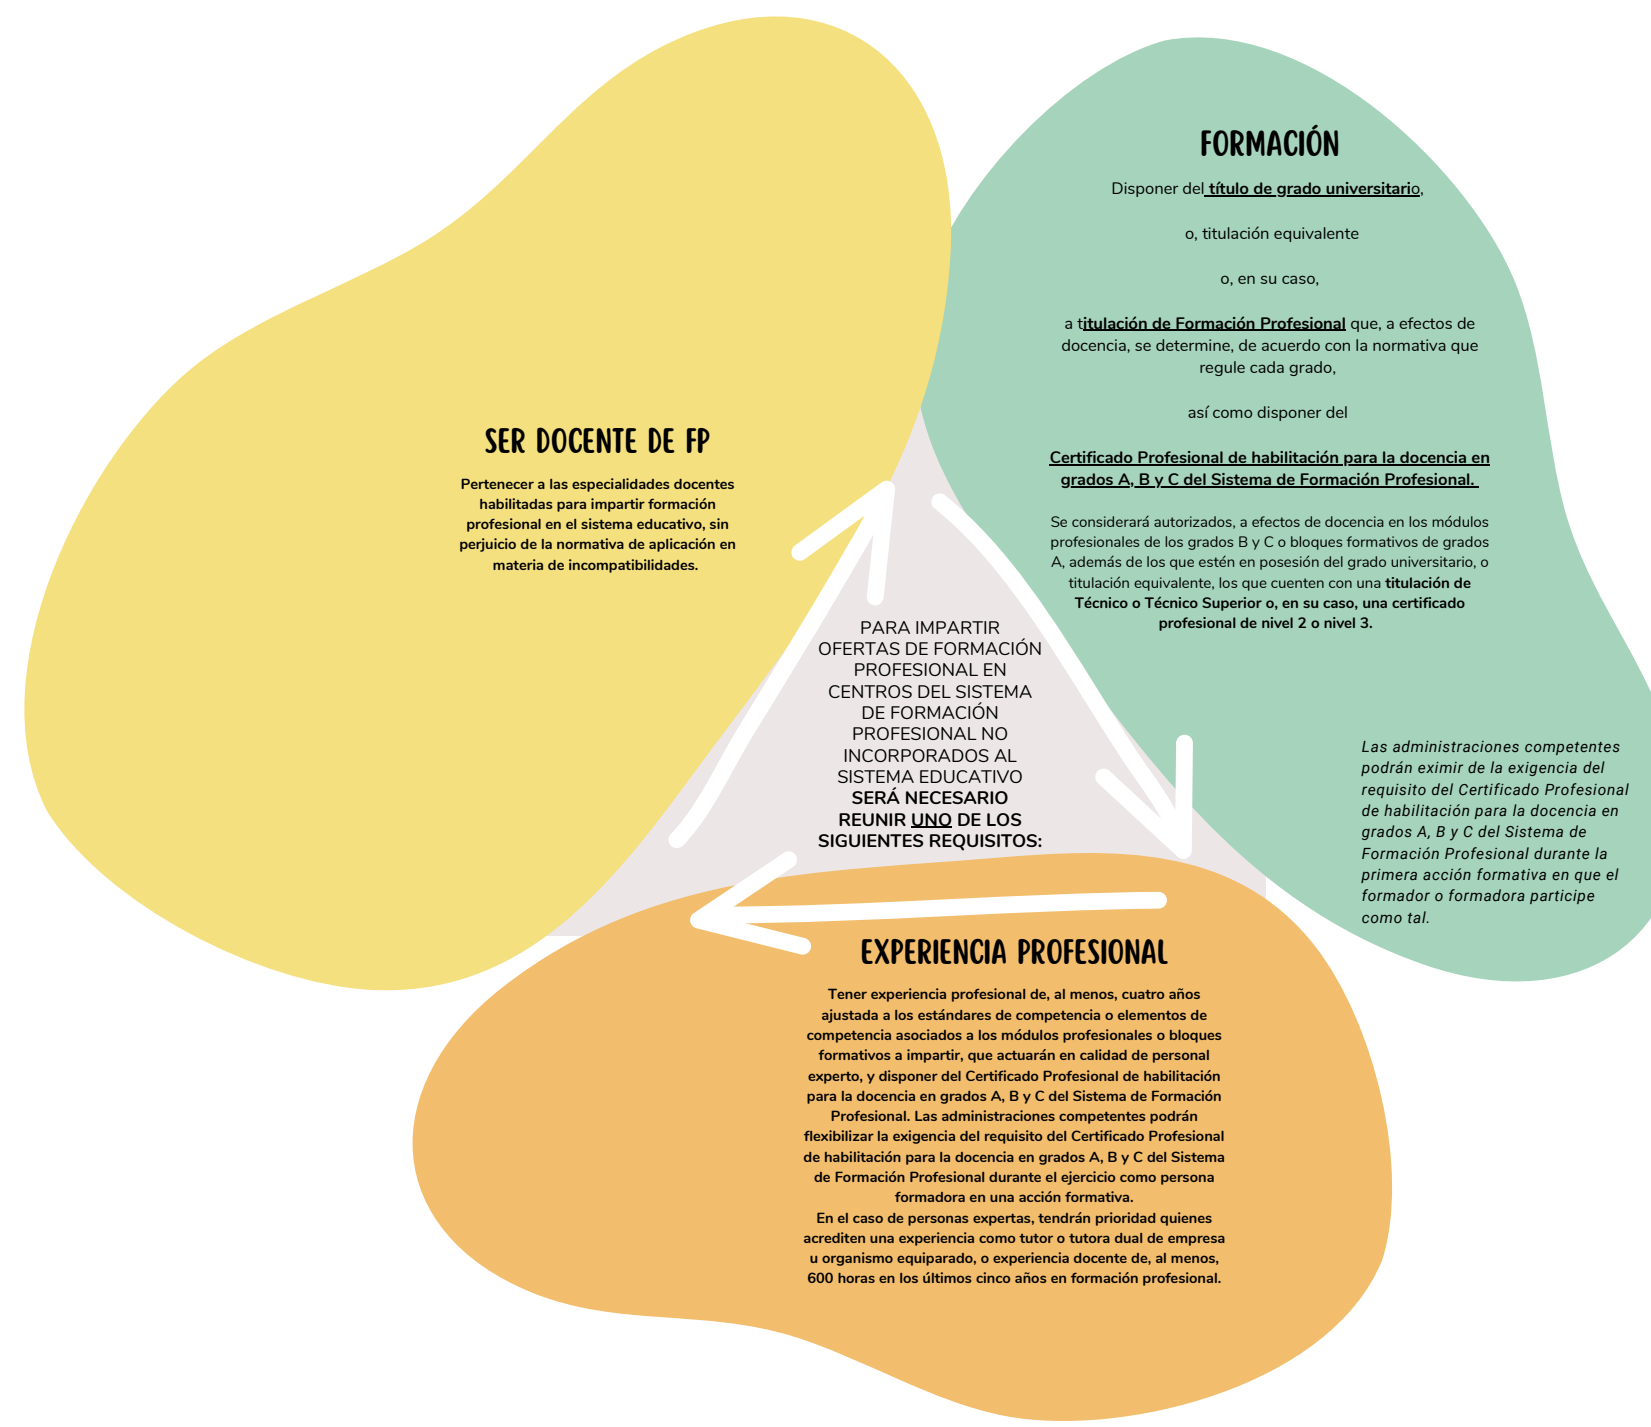 SER DOCENTE DE FP
Pertenecer a las especialidades docentes
habilitadas para impartir formación
profesional en el sistema educativo, sin
perjuicio de la normativa de aplicación en
materia de incompatibilidades.
FORMACIÓN
Disponer del título de grado universitario,
o, titulación equivalente
o, en su caso,
a titulación de Formación Profesional que, a efectos de
docencia, se determine, de acuerdo con la normativa que
regule cada grado,
así como disponer del
Certificado Profesional de habilitación para la docencia en
grados A, B y C del Sistema de Formación Profesional.
Se considerará autorizados, a efectos de docencia en los módulos
profesionales de los grados B y C o bloques formativos de grados
A, además de los que estén en posesión del grado universitario, o
titulación equivalente, los que cuenten con una titulación de
Técnico o Técnico Superior o, en su caso, una certificado
profesional de nivel 2 o nivel 3.
Las administraciones competentes
podrán eximir de la exigencia del
requisito del Certificado Profesional
de habilitación para la docencia en
grados A, B y C del Sistema de
Formación Profesional durante la
primera acción formativa en que el
formador o formadora participe
como tal.
PARA IMPARTIR
OFERTAS DE FORMACIÓN
PROFESIONAL EN
CENTROS DEL SISTEMA
DE FORMACIÓN
PROFESIONAL NO
INCORPORADOS AL
SISTEMA EDUCATIVO
SERÁ NECESARIO
REUNIR UNO DE LOS
SIGUIENTES REQUISITOS:
EXPERIENCIA PROFESIONAL
Tener experiencia profesional de, al menos, cuatro años
ajustada a los estándares de competencia o elementos de
competencia asociados a los módulos profesionales o bloques
formativos a impartir, que actuarán en calidad de personal
experto, y disponer del Certificado Profesional de habilitación
para la docencia en grados A, B y C del Sistema de Formación
Profesional. Las administraciones competentes podrán
flexibilizar la exigencia del requisito del Certificado Profesional
de habilitación para la docencia en grados A, B y C del Sistema
de Formación Profesional durante el ejercicio como persona
formadora en una acción formativa.
En el caso de personas expertas, tendrán prioridad quienes
acrediten una experiencia como tutor o tutora dual de empresa
u organismo equiparado, o experiencia docente de, al menos,
600 horas en los últimos cinco años en formación profesional.